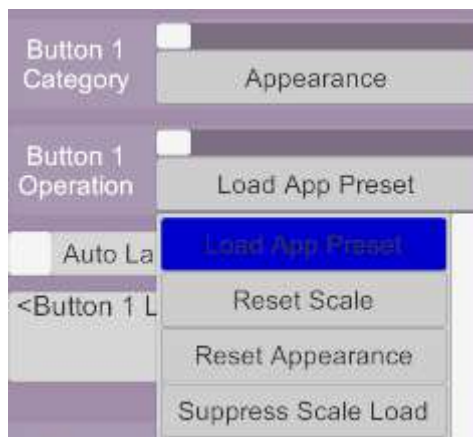 Button 1
Category
Appearance
Button 1
Operation
Load App Preset
Auto La
Load App Preset
<Button 1 L
Reset Scale
Reset Appearance
Suppress Scale Load